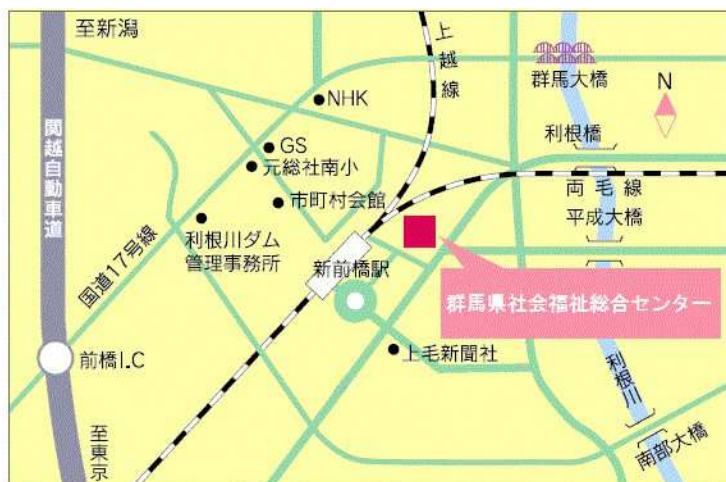 至新潟
関越自動車道
NHK
上越線
群馬大橋
N
GS
元総社南小
利根橋
市町村会館
両毛線
平成大橋
利根川ダム
管理事務所
国道17号線
新前橋駅
群馬県社会福祉総合センター
前橋I.C
上毛新聞社
利根川
至東京
南部大橋